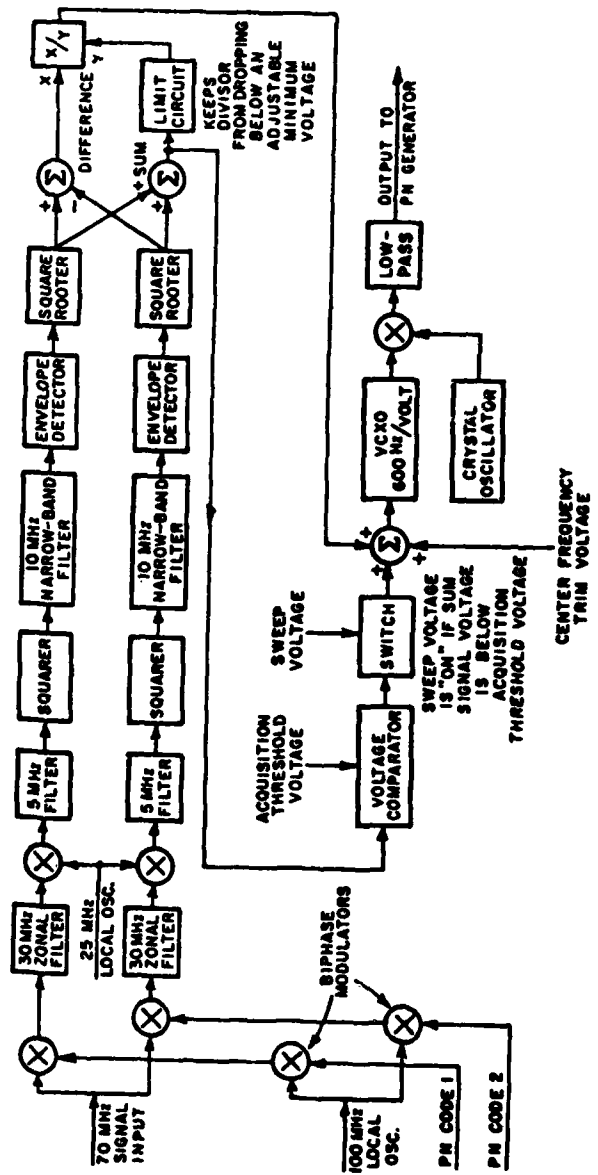 70 MHz
SIGNAL
INPUT
100 MHz
LOCAL
OSC.
PN CODE 1
PN CODE 2
BIPHASE
MODULATORS
30 MHz
ZONAL
FILTER
25 MHz
LOCAL OSC.
30 MHz
ZONAL
FILTER
5 MHz
FILTER
5 MHz
FILTER
SQUARER
SQUARER
10 MHz
NARROW-BAND
FILTER
10 MHz
NARROW-BAND
FILTER
ENVELOPE
DETECTOR
ENVELOPE
DETECTOR
SQUARE
ROOTER
SQUARE
ROOTER
+
-
Σ
DIFFERENCE
X
X/Y
Y
+
+
SUM
Σ
LIMIT
CIRCUIT
KEEPS
DIVISOR
FROM DROPPING
BELOW AN
ADJUSTABLE
MINIMUM
VOLTAGE
ACQUISITION
THRESHOLD
VOLTAGE
VOLTAGE
COMPARATOR
SWEEP
VOLTAGE
SWITCH
SWEEP VOLTAGE
IS "ON" IF SUM
SIGNAL VOLTAGE
IS BELOW
ACQUISITION
THRESHOLD VOLTAGE
+
+
+
Σ
CENTER FREQUENCY
TRIM VOLTAGE
VCXO
600 Hz
/VOLT
CRYSTAL
OSCILLATOR
LOW-
PASS
OUTPUT TO
PN GENERATOR